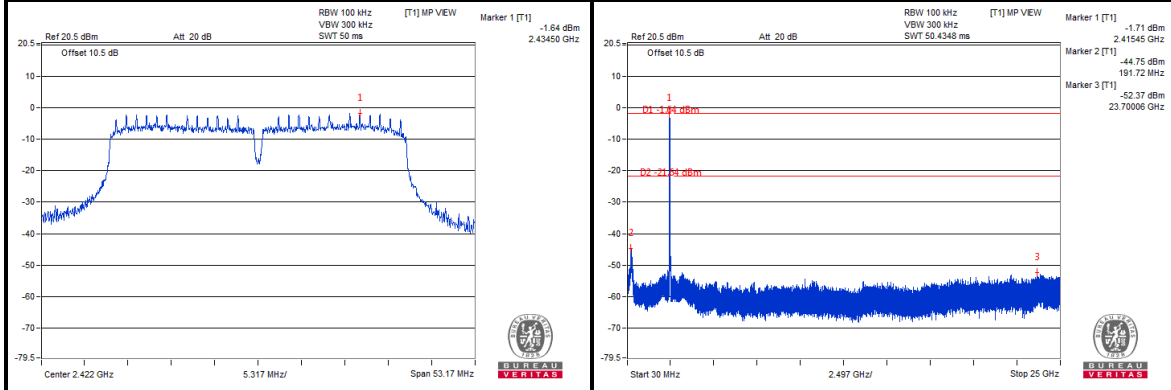 RBW 100 kHz [T1] MP VIEW
VBW 300 kHz
Ref 20.5 dBm Att 20 dB SWT 50 ms
Marker 1 [T1]
-1.64 dBm
2.43450 GHz
20.5
Offset 10.5 dB
10
0
-10
-20
-30
-40
-50
-60
-70
-79.5
1
Center 2.422 GHz 5.317 MHz/ Span 53.17 MHz
BUREAU VERITAS
1828
BUREAU
VERITAS
RBW 100 kHz [T1] MP VIEW
VBW 300 kHz
Ref 20.5 dBm Att 20 dB SWT 50.4348 ms
Marker 1 [T1]
-1.71 dBm
2.41545 GHz
Marker 2 [T1]
-44.75 dBm
191.72 MHz
Marker 3 [T1]
-52.37 dBm
23.70006 GHz
20.5
Offset 10.5 dB
10
0
-10
-20
-30
-40
-50
-60
-70
-79.5
1
D1 -1.64 dBm
D2 -21.64 dBm
2
3
Start 30 MHz 2.497 GHz/ Stop 25 GHz
BUREAU VERITAS
1828
BUREAU
VERITAS